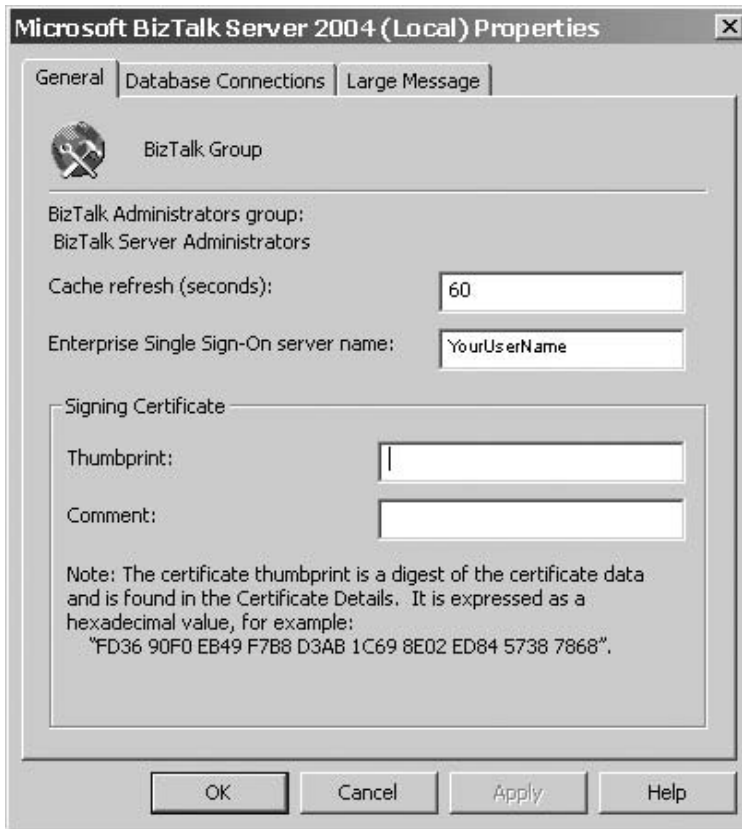 Microsoft BizTalk Server 2004 (Local) Properties
General
Database Connections
Large Message
BizTalk Group
BizTalk Administrators group:
BizTalk Server Administrators
Cache refresh (seconds):
60
Enterprise Single Sign-On server name:
YourUserName
Signing Certificate
Thumbprint:
Comment:
Note: The certificate thumbprint is a digest of the certificate data
and is found in the Certificate Details.  It is expressed as a
hexadecimal value, for example:
"FD36 90F0 EB49 F7B8 D3AB 1C69 8E02 ED84 5738 7868".
OK
Cancel
Apply
Help